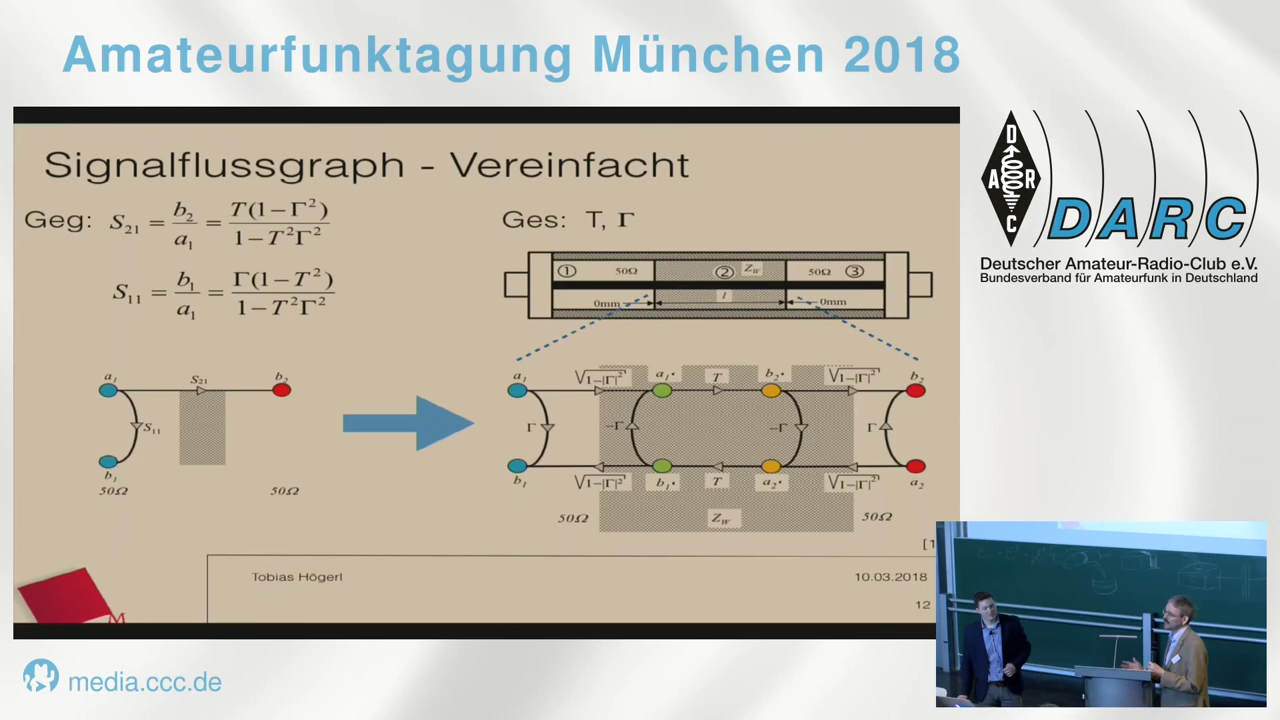 Amateurfunktagung München 2018
Signalflussgraph - Vereinfacht
Geg: S₂₁ = b₂/a₁ = T(1-Γ²)/1-T²Γ²
S₁₁ = b₁/a₁ = Γ(1-T²)/1-T²Γ²
Ges: T, Γ
① 50Ω ② Z_W 50Ω ③
0mm l 0mm
a₁ S₂₁ b₂
S₁₁
b₁
50Ω 50Ω
a₁ √1-|Γ|² a₁' T b₂' √1-|Γ|² b₂
Γ -Γ -Γ Γ
b₁ √1-|Γ|² b₁' T a₂' √1-|Γ|² a₂
50Ω Z_W 50Ω
[1
Tobias Högerl 10.03.2018
12
M
D
A R
C
DARC
Deutscher Amateur-Radio-Club e.V.
Bundesverband für Amateurfunk in Deutschland
media.ccc.de